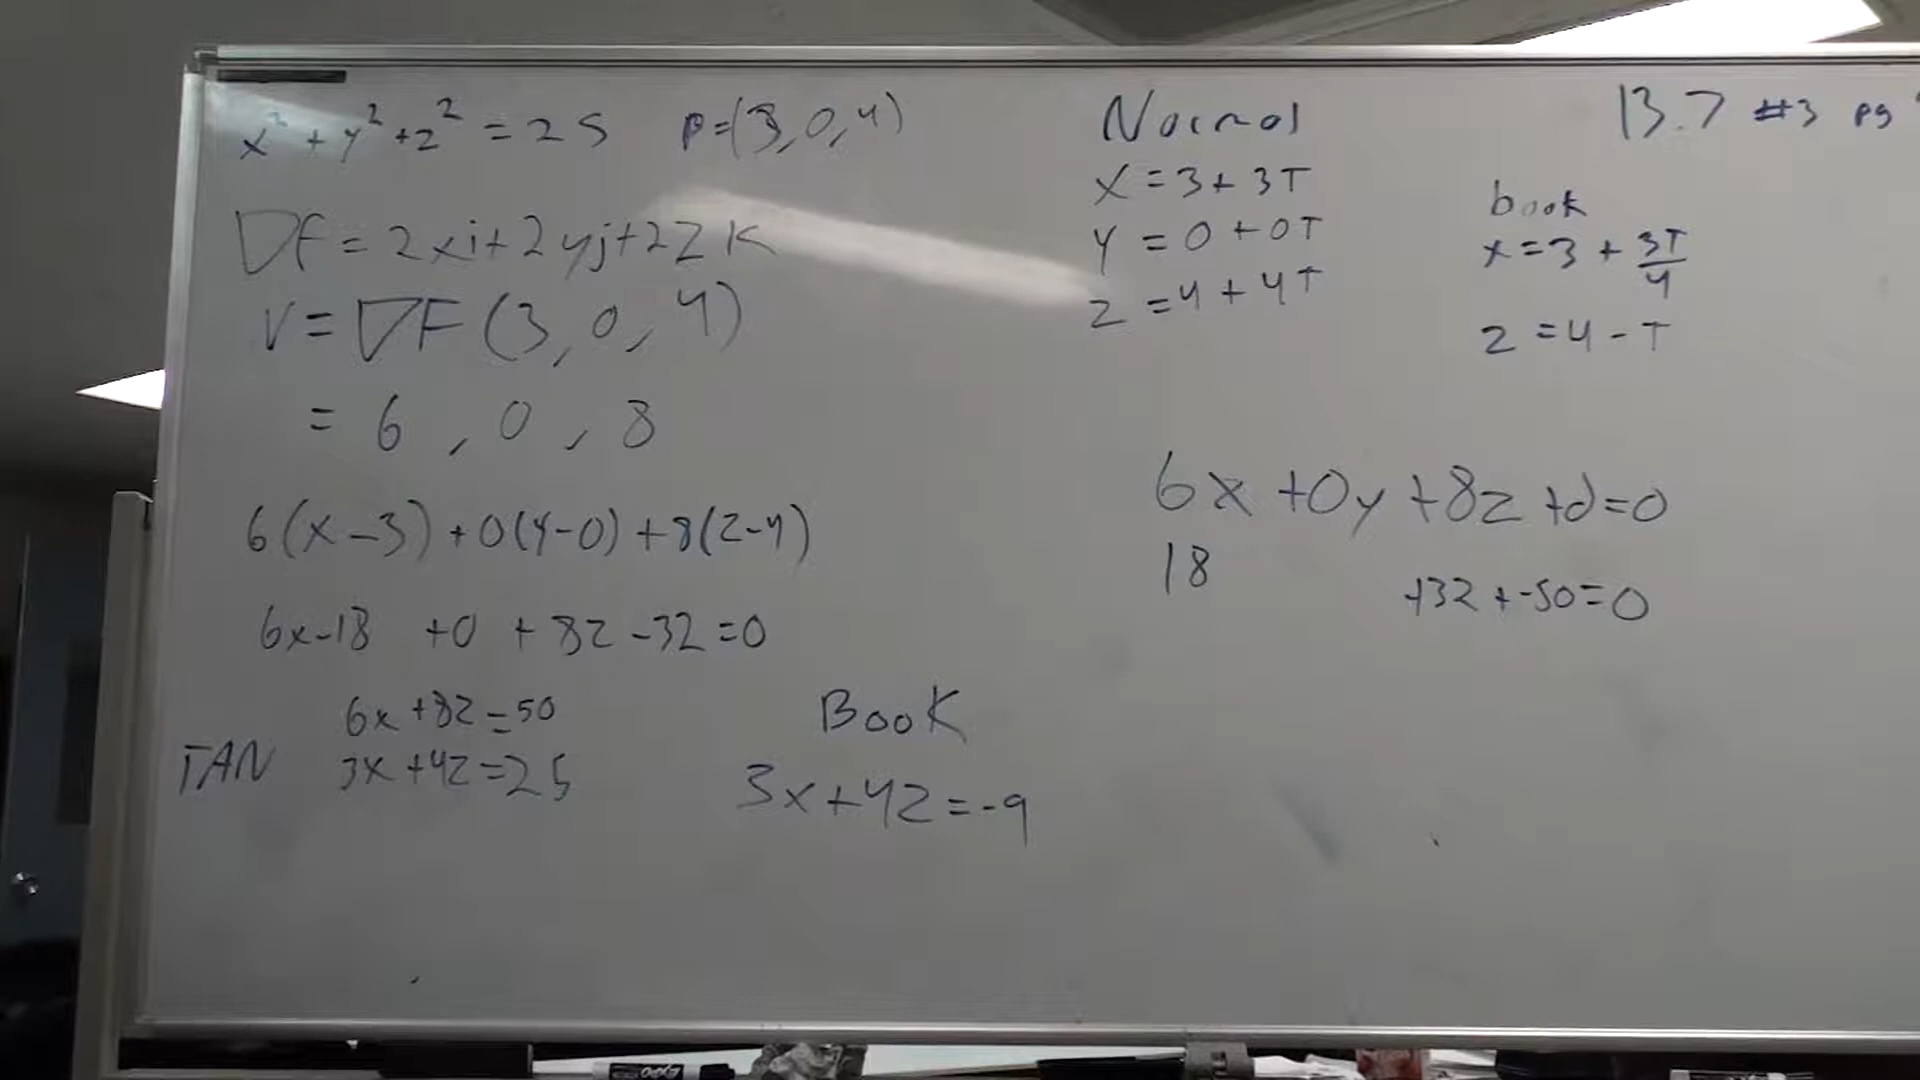 x² + y² + z² = 25 P=(3,0,4)
∇F = 2xi + 2yj + 2ZK
V = ∇F (3, 0, 4)
= 6 , 0 , 8
6(x-3) + 0(y-0) + 8(z-4)
6x-18 +0 + 8z -32 =0
6x +8z =50
TAN 3x +4z =25
Book
3x+4z = -9
Normal
x = 3 + 3T
y = 0 + 0T
z = 4 + 4T
13.7 #3 pg
book
x = 3 + 3T/4
z = 4 - T
6x +0y +8z +d=0
18 +32 + -50=0
EXPO